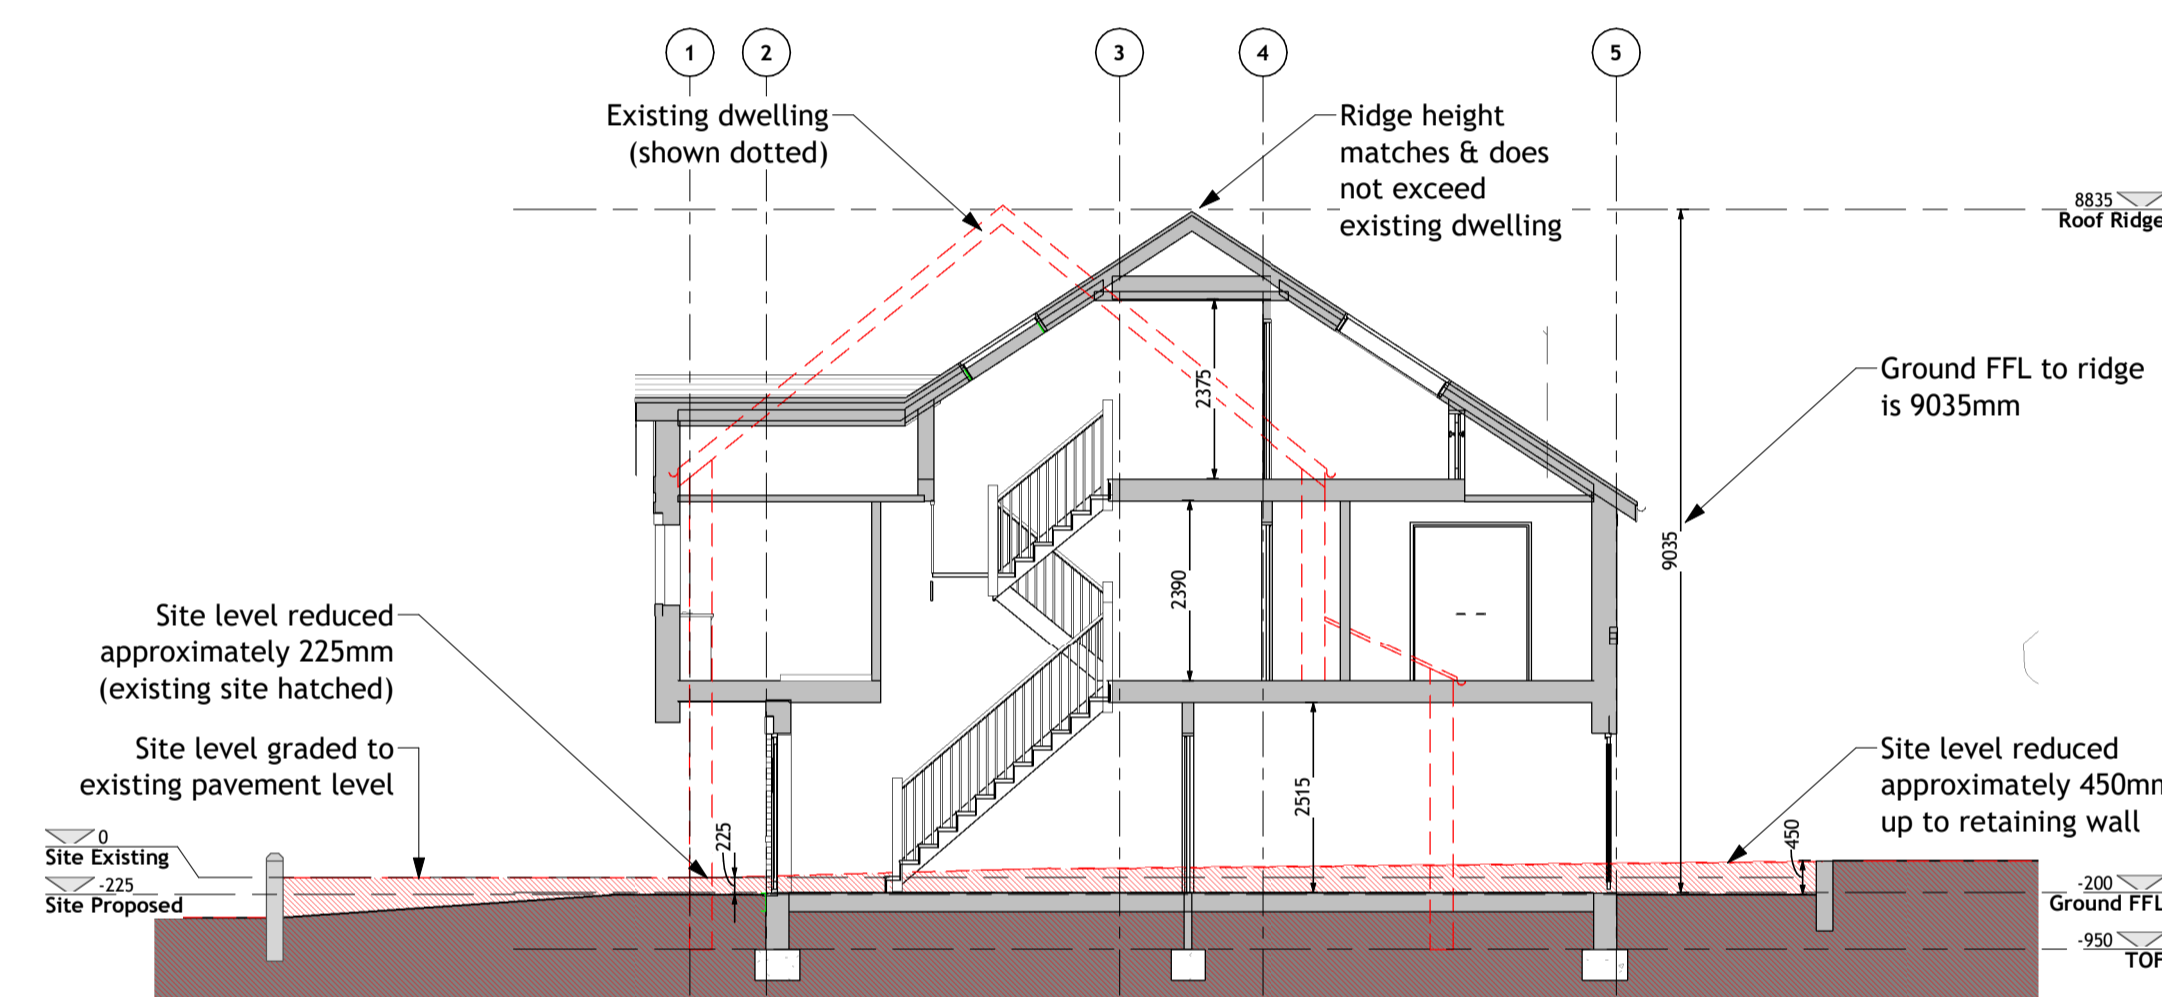 1
2
3
4
5
Existing dwelling
(shown dotted)
Ridge height
matches & does
not exceed
existing dwelling
8835
Roof Ridge
2375
Ground FFL to ridge
is 9035mm
9035
2390
Site level reduced
approximately 225mm
(existing site hatched)
Site level graded to
existing pavement level
225
2515
Site level reduced
approximately 450mm
up to retaining wall
450
0
Site Existing
-225
Site Proposed
-200
Ground FFL
-950
TOF